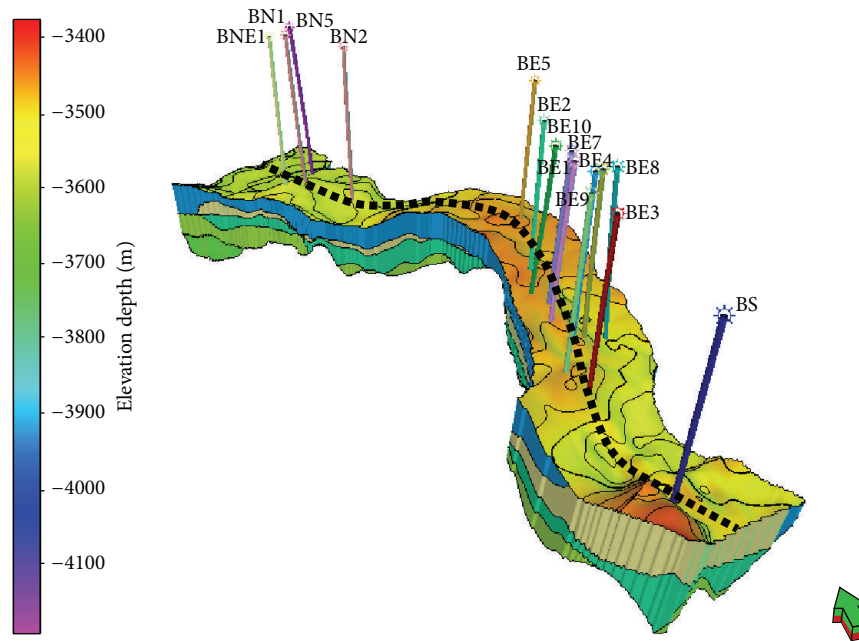 BN1
BN5
BNE1
BN2
BE5
BE2
BE10
BE7
BE1
BE4
BE8
BE9
BE3
BS
−3400
−3500
−3600
−3700
−3800
−3900
−4000
−4100
Elevation depth (m)